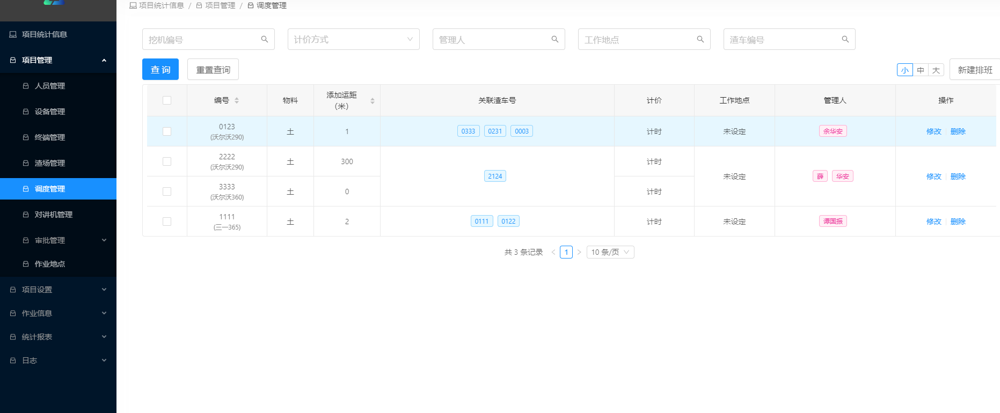 项目统计信息 / 项目管理 / 调度管理
项目统计信息
项目管理
人员管理
设备管理
终端管理
渣场管理
调度管理
对讲机管理
审批管理
作业地点
项目设置
作业信息
统计报表
日志
挖机编号 计价方式 管理人 工作地点 渣车编号
查 询 重置查询 小 中 大 新建排班
编号 物料 添加运距（米） 关联渣车号 计价 工作地点 管理人 操作
0123 (沃尔沃290) 土 1 0333 0231 0003 计时 未设定 余华安 修改 删除
2222 (沃尔沃290) 土 300 2124 计时 未设定 薛 华安 修改 删除
3333 (沃尔沃360) 土 0 计时
1111 (三一365) 土 2 0111 0122 计时 未设定 谭国振 修改 删除
共 3 条记录 < 1 > 10 条/页